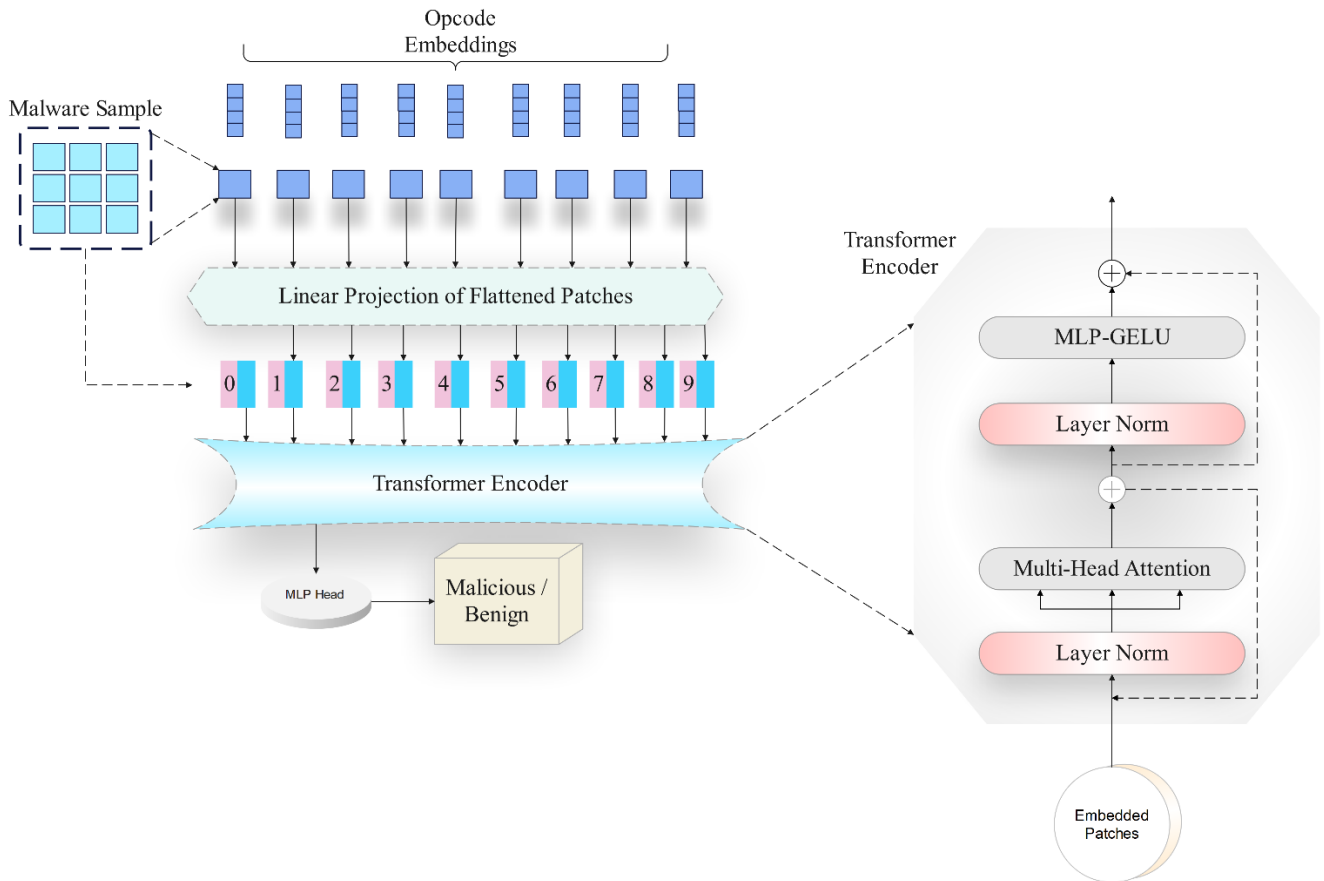 Opcode
Embeddings
Malware Sample
Linear Projection of Flattened Patches
0 1 2 3 4 5 6 7 8 9
Transformer Encoder
MLP Head
Malicious /
Benign
Transformer
Encoder
MLP-GELU
Layer Norm
Multi-Head Attention
Layer Norm
Embedded
Patches